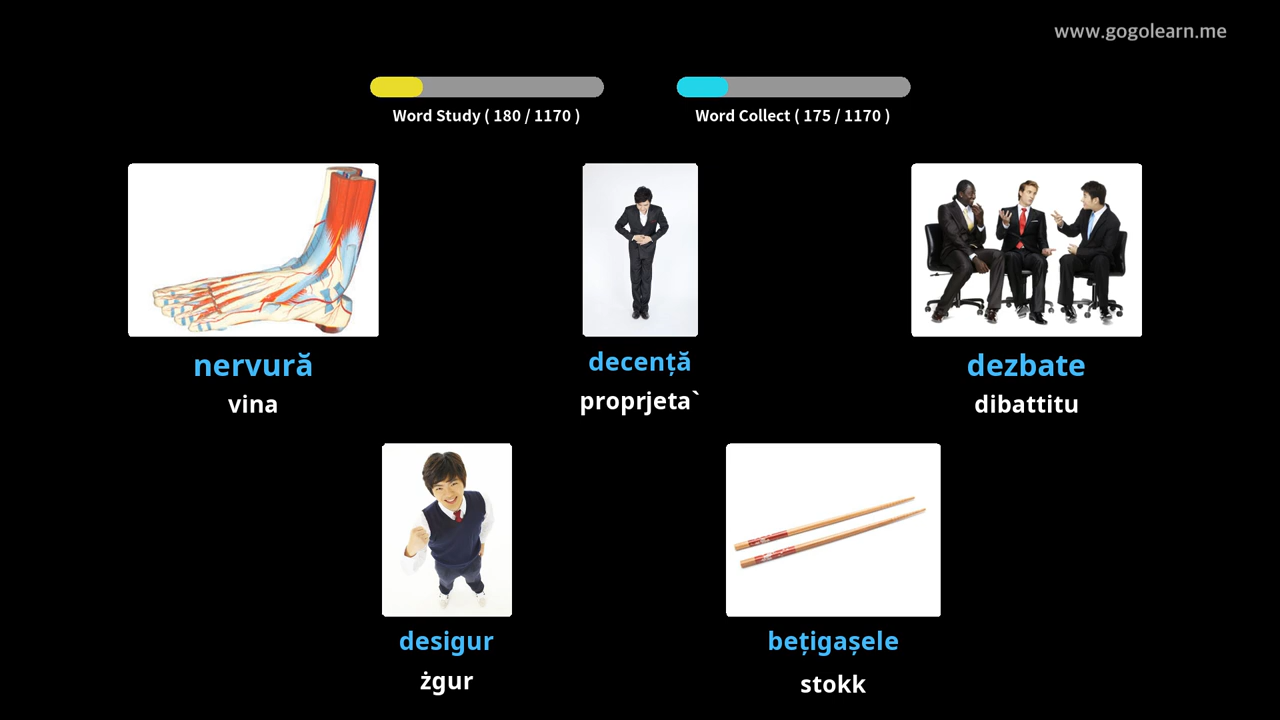 www.gogolearn.me
Word Study ( 180 / 1170 )
Word Collect ( 175 / 1170 )
nervură
decență
dezbate
vina
proprjeta`
dibattitu
desigur
bețigașele
żgur
stokk